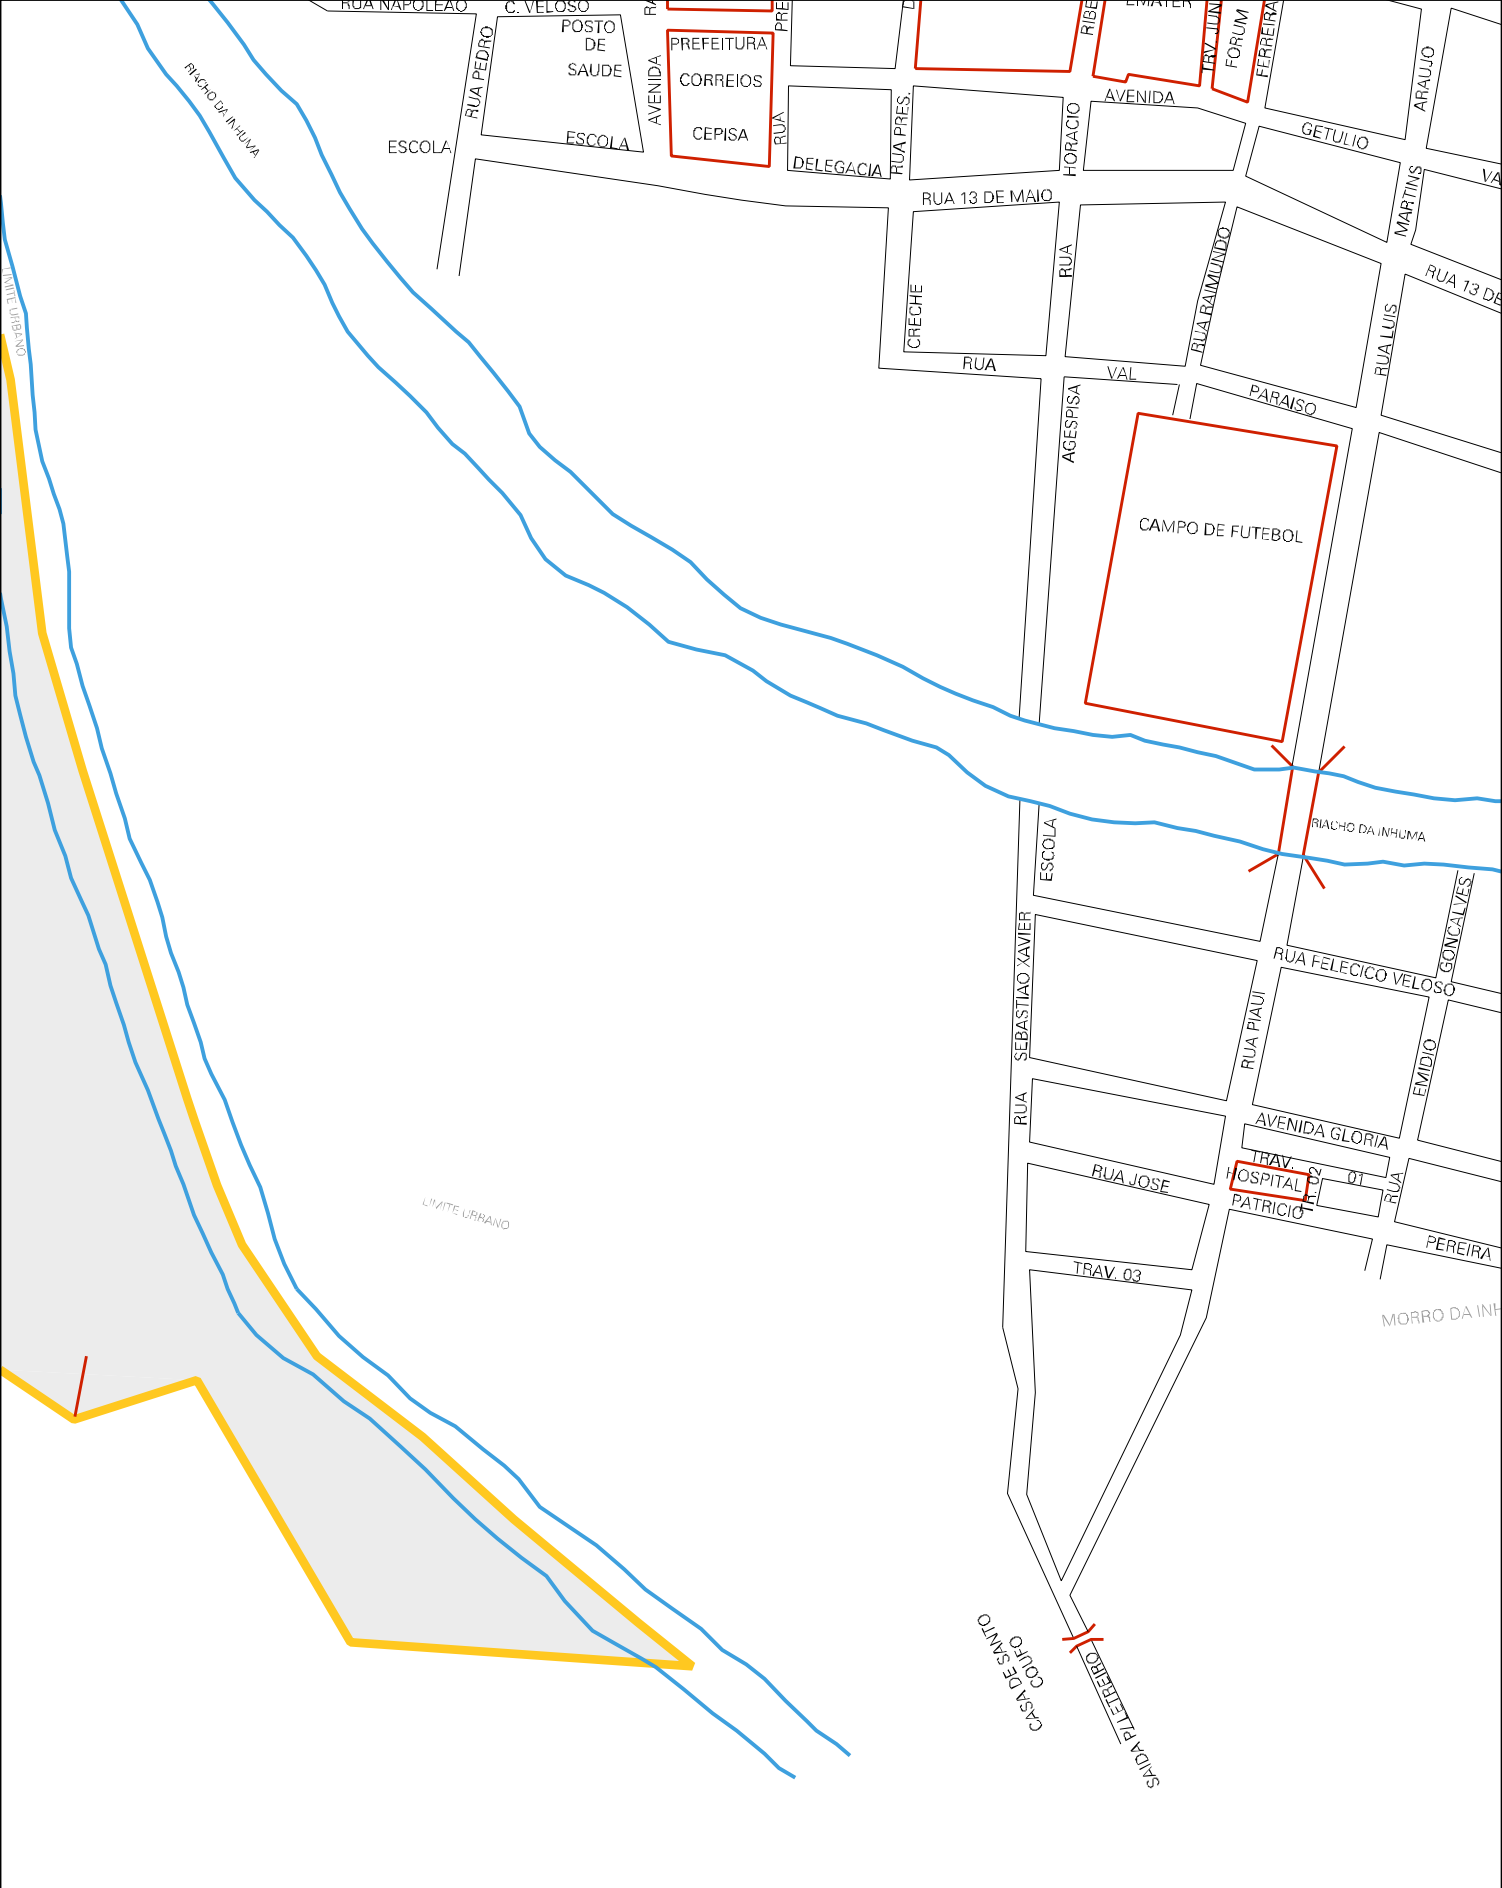 RUA NAPOLEAO
C. VELOSO
EMATER
POSTO
DE
SAUDE
RUA PEDRO
ESCOLA
ESCOLA
AVENIDA
PREFEITURA
CORREIOS
CEPISA
RUA
DELEGACIA
RUA PRES.
HORACIO
AVENIDA
FORUM
FERREIRA
GETULIO
ARAUJO
MARTINS
RIACHO DA INHUMA
LIMITE URBANO
RUA 13 DE MAIO
RUA 13 DE
CRECHE
RUA
RUA RAIMUNDO
RUA LUIS
RUA
VAL
PARAISO
AGESPISA
CAMPO DE FUTEBOL
RIACHO DA INHUMA
ESCOLA
GONCALVES
RUA FELECICO VELOSO
SEBASTIAO XAVIER
RUA PIAUI
EMIDIO
RUA
AVENIDA GLORIA
TRAV.
01
HOSPITAL
TR. 02
RUA
RUA JOSE
PATRICIO
PEREIRA
LIMITE URBANO
TRAV. 03
MORRO DA INH
CASA DE SANTO
COUFO
SAIDA P/ LETREIRO